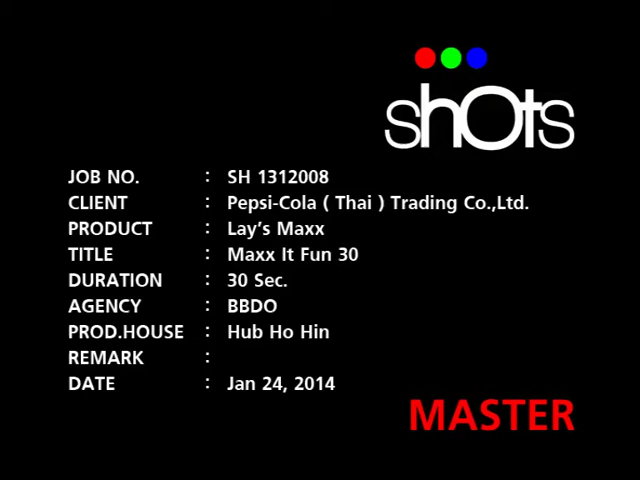 shOts
JOB NO. : SH 1312008
CLIENT : Pepsi-Cola ( Thai ) Trading Co.,Ltd.
PRODUCT : Lay's Maxx
TITLE : Maxx It Fun 30
DURATION : 30 Sec.
AGENCY : BBDO
PROD.HOUSE : Hub Ho Hin
REMARK :
DATE : Jan 24, 2014
MASTER